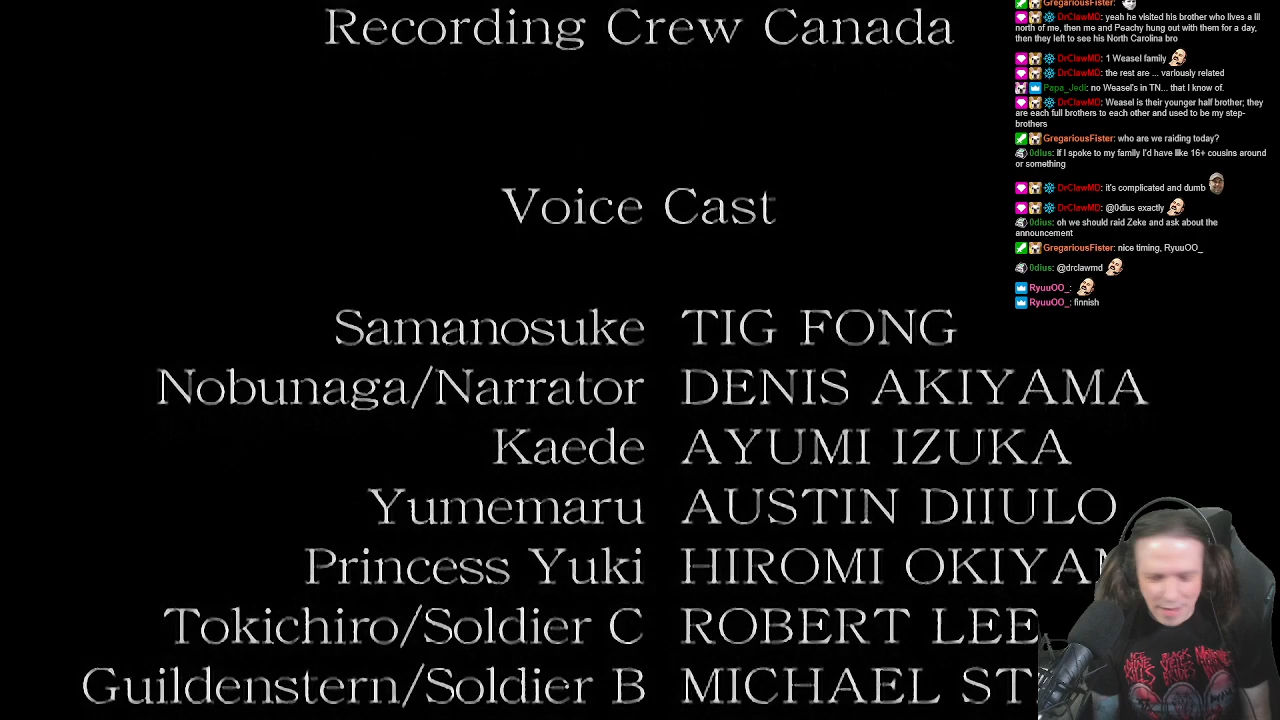 Recording Crew Canada
Voice Cast
Samanosuke TIG FONG
Nobunaga/Narrator DENIS AKIYAMA
Kaede AYUMI IZUKA
Yumemaru AUSTIN DIIULO
Princess Yuki HIROMI OKIYAM
Tokichiro/Soldier C ROBERT LEE
Guildenstern/Soldier B MICHAEL ST
GregariousFister:
DrClawMD: yeah he visited his brother who lives a lil
north of me, then me and Peachy hung out with them for a day,
then they left to see his North Carolina bro
DrClawMD: 1 Weasel family
DrClawMD: the rest are ... variously related
Papa_Jedi: no Weasel's in TN... that I know of.
DrClawMD: Weasel is their younger half brother; they
are each full brothers to each other and used to be my step-
brothers
GregariousFister: who are we raiding today?
0dius: If I spoke to my family I'd have like 16+ cousins around
or something
DrClawMD: it's complicated and dumb
DrClawMD: @0dius exactly
0dius: oh we should raid Zeke and ask about the
announcement
GregariousFister: nice timing, RyuuOO_
0dius: @drclawmd
RyuuOO_:
RyuuOO_: finnish